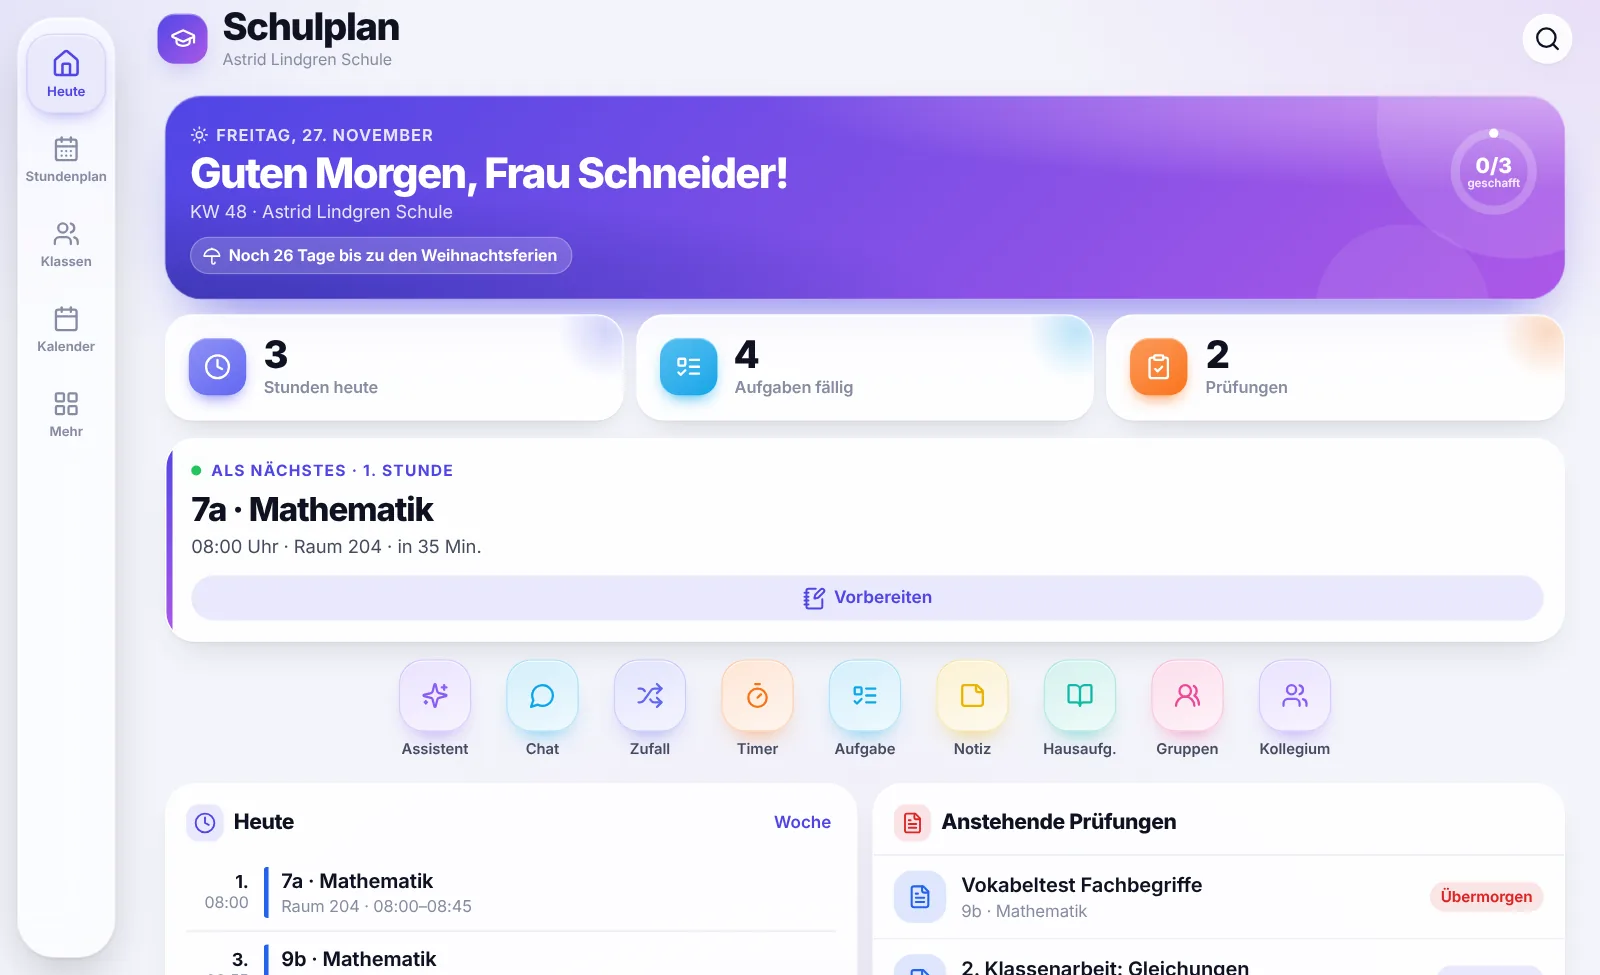 Schulplan
Astrid Lindgren Schule
Heute
Stundenplan
Klassen
Kalender
Mehr
FREITAG, 27. NOVEMBER
Guten Morgen, Frau Schneider!
KW 48 · Astrid Lindgren Schule
Noch 26 Tage bis zu den Weihnachtsferien
0/3
geschafft
3
Stunden heute
4
Aufgaben fällig
2
Prüfungen
ALS NÄCHSTES · 1. STUNDE
7a · Mathematik
08:00 Uhr · Raum 204 · in 35 Min.
Vorbereiten
Assistent
Chat
Zufall
Timer
Aufgabe
Notiz
Hausaufg.
Gruppen
Kollegium
Heute
Woche
1.
08:00
7a · Mathematik
Raum 204 · 08:00–08:45
3.
9b · Mathematik
Anstehende Prüfungen
Vokabeltest Fachbegriffe
9b · Mathematik
Übermorgen
2. Klassenarbeit: Gleichungen